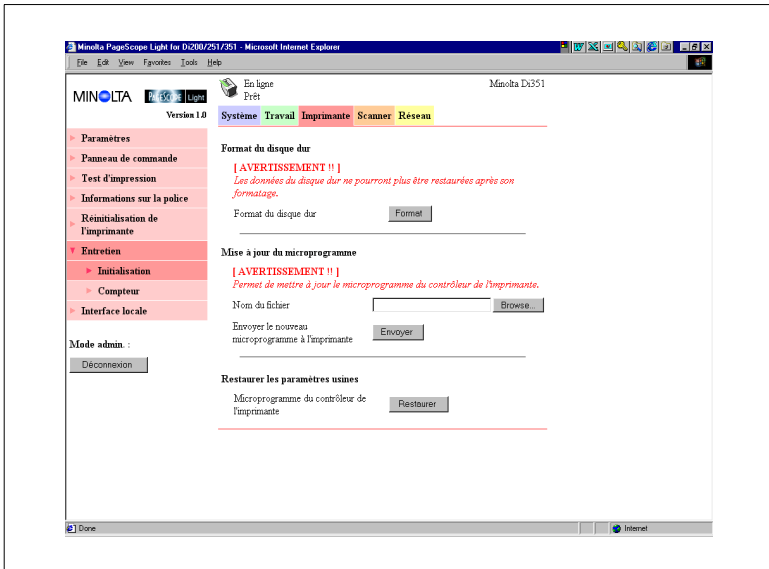 Minolta PageScope Light for Di200/251/351 - Microsoft Internet Explorer
File Edit View Favorites Tools Help
MINOLTA PAGESCOPE Light
Version 1.0
En ligne
Prêt
Minolta Di351
Système Travail Imprimante Scanner Réseau
Paramètres
Panneau de commande
Test d'impression
Informations sur la police
Réinitialisation de
l'imprimante
Entretien
Initialisation
Compteur
Interface locale
Mode admin. :
Déconnexion
Format du disque dur
[ AVERTISSEMENT !! ]
Les données du disque dur ne pourront plus être restaurées après son
formatage.
Format du disque dur Format
Mise à jour du microprogramme
[ AVERTISSEMENT !! ]
Permet de mettre à jour le microprogramme du contrôleur de l'imprimante.
Nom du fichier Browse...
Envoyer le nouveau
microprogramme à l'imprimante Envoyer
Restaurer les paramètres usines
Microprogramme du contrôleur de
l'imprimante Restaurer
Done Internet